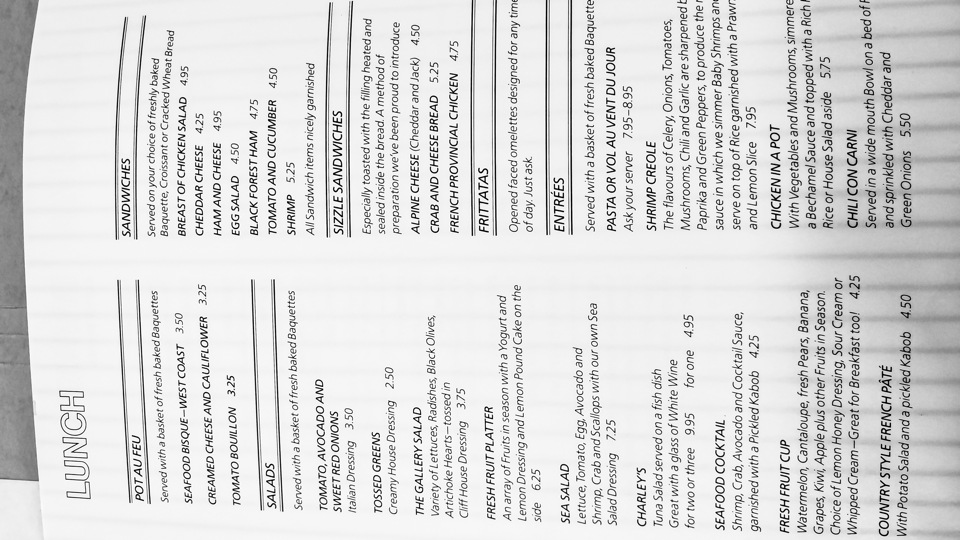 LUNCH
POT AU FEU
Served with a basket of fresh baked Baquettes
SEAFOOD BISQUE—WEST COAST 3.50
CREAMED CHEESE AND CAULIFLOWER 3.25
TOMATO BOUILLON 3.25
SALADS
Served with a basket of fresh baked Baquettes
TOMATO, AVOCADO AND
SWEET RED ONIONS
Italian Dressing 3.50
TOSSED GREENS
Creamy House Dressing 2.50
THE GALLERY SALAD
Variety of Lettuces, Radishes, Black Olives,
Artichoke Hearts—tossed in
Cliff House Dressing 3.75
FRESH FRUIT PLATTER
An array of Fruits in season with a Yogurt and
Lemon Dressing and Lemon Pound Cake on the
side 6.25
SEA SALAD
Lettuce, Tomato, Egg, Avocado and
Shrimp, Crab and Scallops with our own Sea
Salad Dressing 7.25
CHARLEY'S
Tuna Salad served on a fish dish
Great with a glass of White Wine
for two or three 9.95 for one 4.95
SEAFOOD COCKTAIL
Shrimp, Crab, Avocado and Cocktail Sauce,
garnished with a Pickled Kabob 4.25
FRESH FRUIT CUP
Watermelon, Cantaloupe, fresh Pears, Banana,
Grapes, Kiwi, Apple plus other Fruits in Season.
Choice of Lemon Honey Dressing, Sour Cream or
Whipped Cream—Great for Breakfast too! 4.25
COUNTRY STYLE FRENCH PÂTÉ
With Potato Salad and a pickled Kabob 4.50
SANDWICHES
Served on your choice of freshly baked
Baquette, Croissant or Cracked Wheat Bread
BREAST OF CHICKEN SALAD 4.95
CHEDDAR CHEESE 4.25
HAM AND CHEESE 4.95
EGG SALAD 4.50
BLACK FOREST HAM 4.75
TOMATO AND CUCUMBER 4.50
SHRIMP 5.25
All Sandwich items nicely garnished
SIZZLE SANDWICHES
Especially toasted with the filling heated and
sealed inside the bread. A method of
preparation we've been proud to introduce
ALPINE CHEESE (Cheddar and Jack) 4.50
CRAB AND CHEESE BREAD 5.25
FRENCH PROVINCIAL CHICKEN 4.75
FRITTATAS
Opened faced omelettes designed for any time
of day. Just ask.
ENTRÉES
Served with a basket of fresh baked Baquettes
PASTA OR VOL AU VENT DU JOUR
Ask your server 7.95–8.95
SHRIMP CREOLE
The flavours of Celery, Onions, Tomatoes,
Mushrooms, Chili and Garlic are sharpened
Paprika and Green Peppers, to produce the
sauce in which we simmer Baby Shrimps and
serve on top of Rice garnished with a Prawn
and Lemon Slice 7.95
CHICKEN IN A POT
With Vegetables and Mushrooms,
a Bechamel Sauce and topped with a Rich
Rice or House Salad aside 5.75
CHILI CON CARNI
Served in a wide mouth Bowl on a bed of
and sprinkled with Cheddar and
Green Onions 5.50